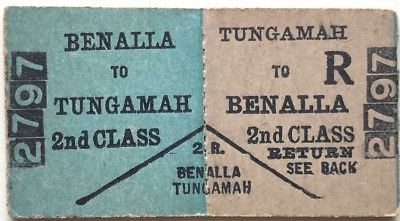 2797
BENALLA
TO
TUNGAMAH
2nd CLASS
TUNGAMAH
TO R
BENALLA
2nd CLASS
RETURN
SEE BACK
2. R.
BENALLA
TUNGAMAH
2797